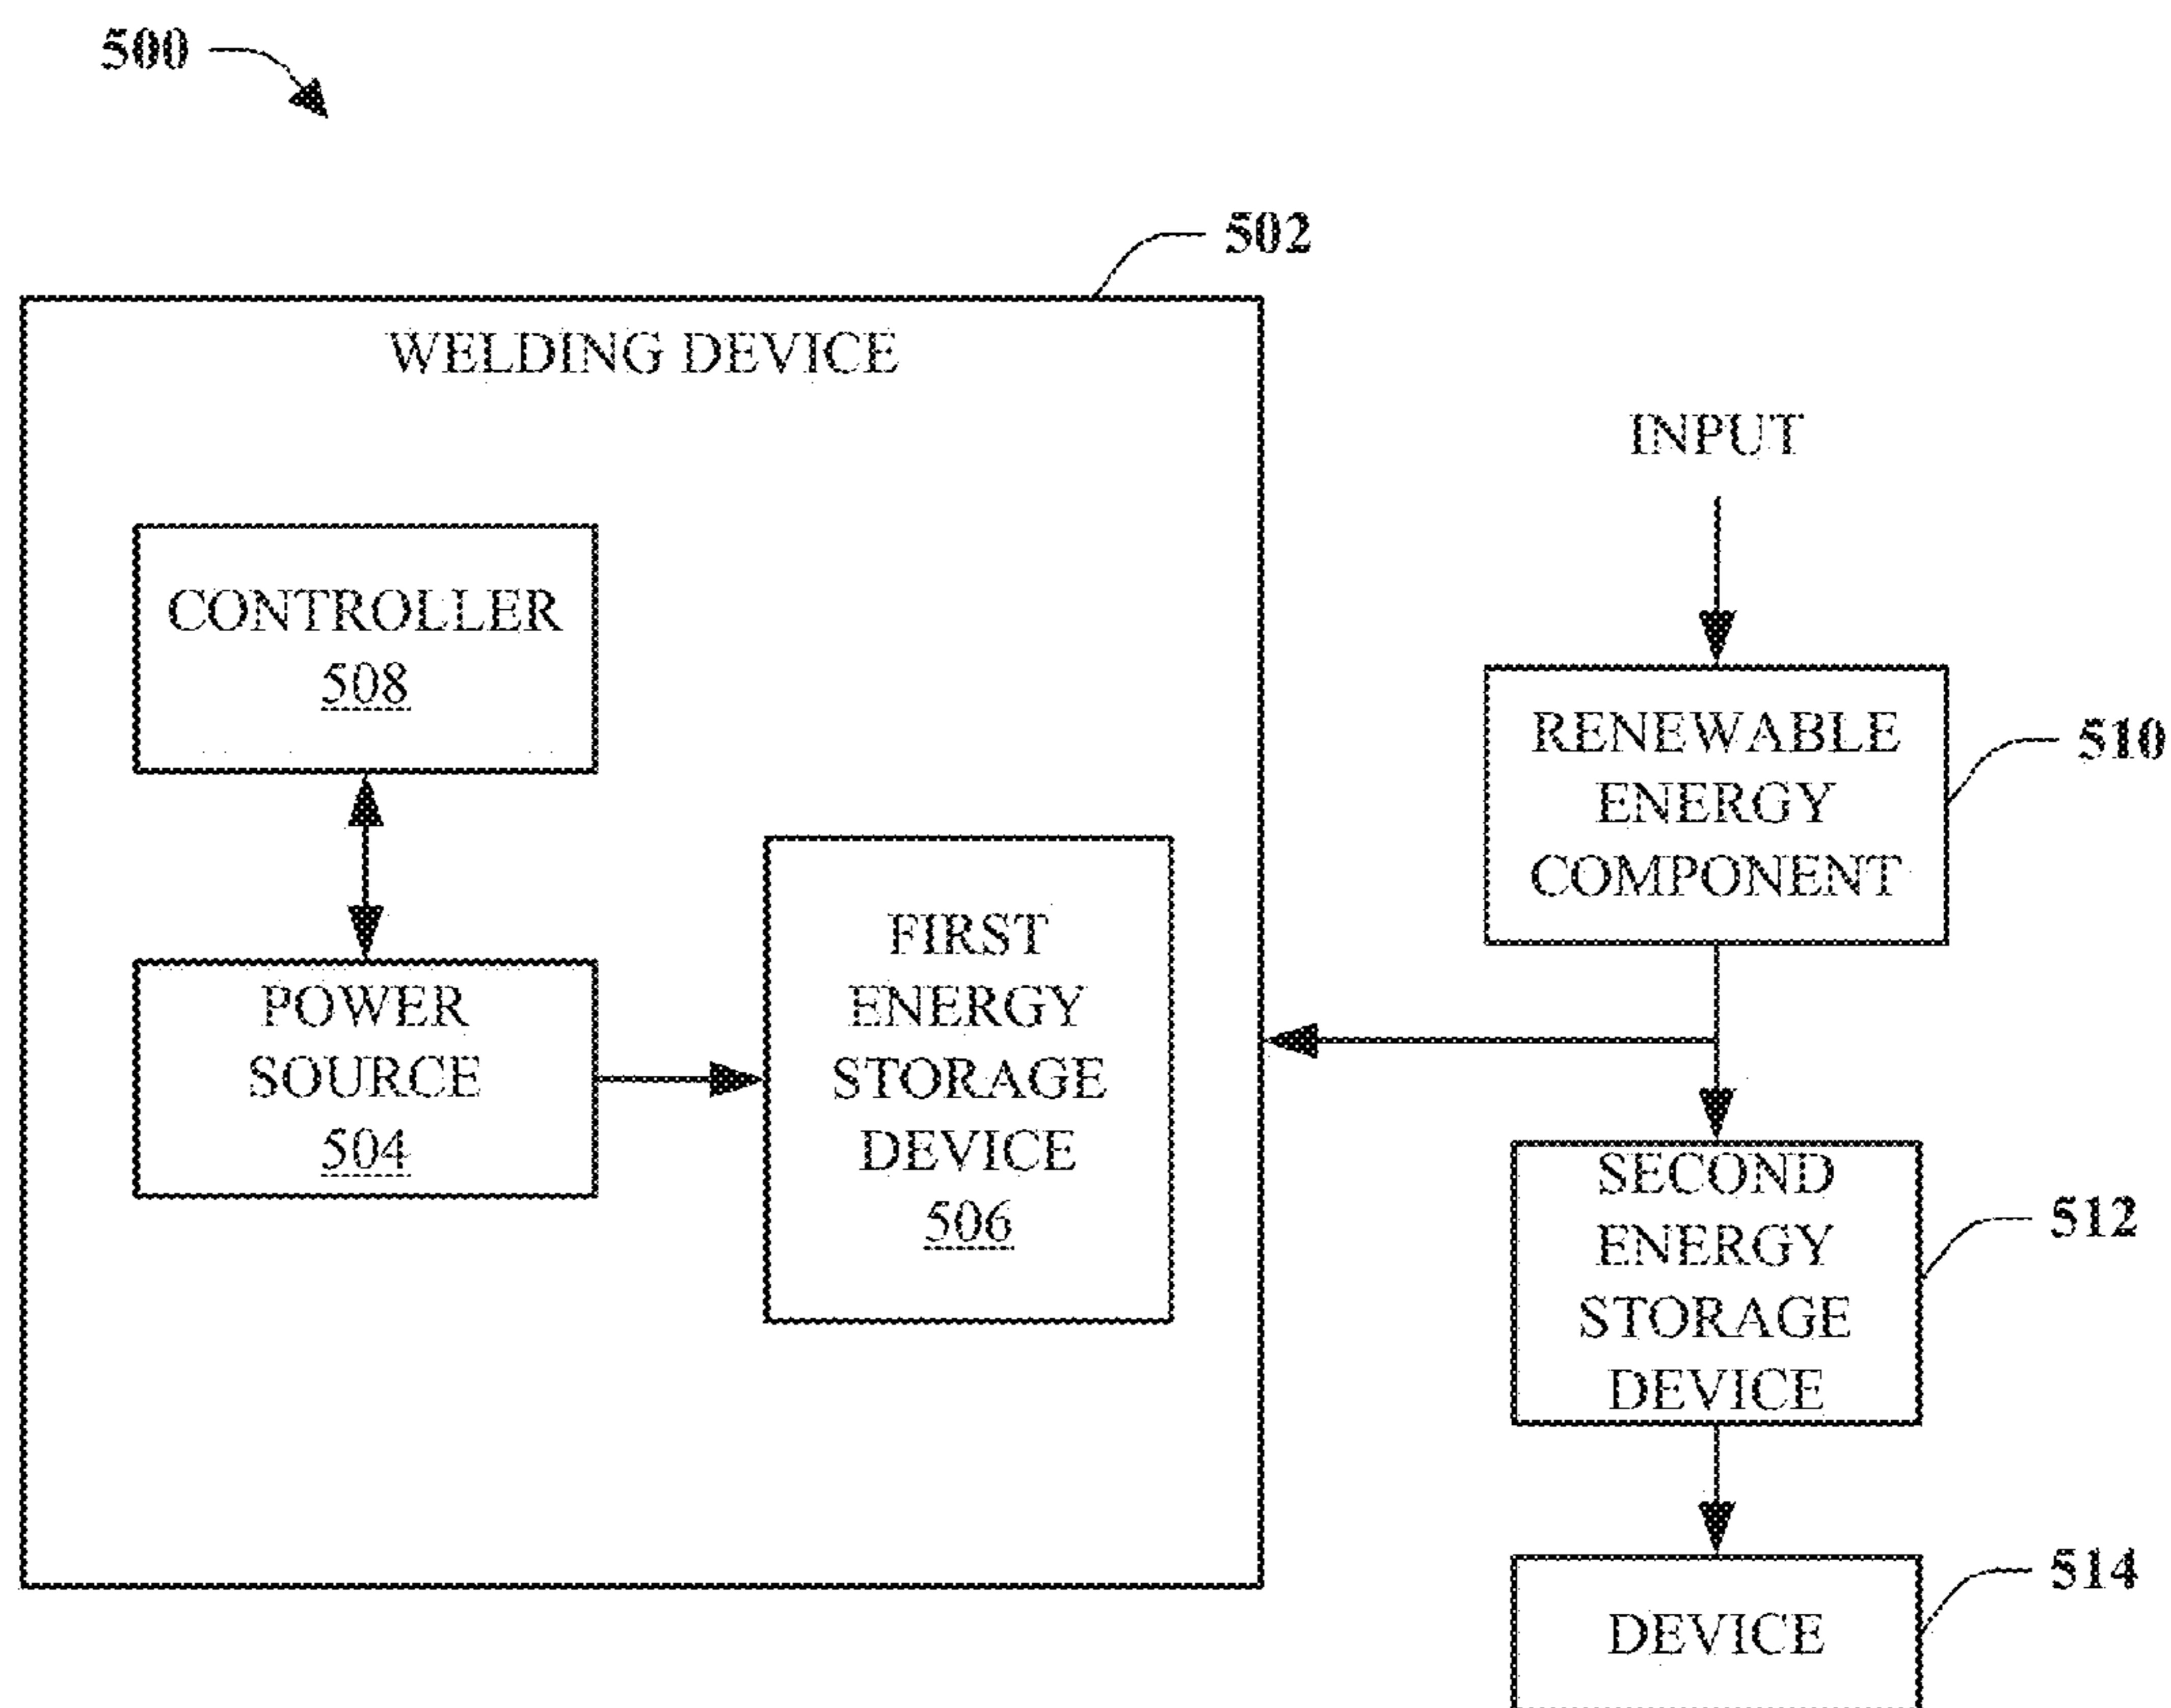 500
502
WELDING DEVICE
INPUT
CONTROLLER
508
RENEWABLE
ENERGY
COMPONENT
510
POWER
SOURCE
504
FIRST
ENERGY
STORAGE
DEVICE
506
SECOND
ENERGY
STORAGE
DEVICE
512
DEVICE
514